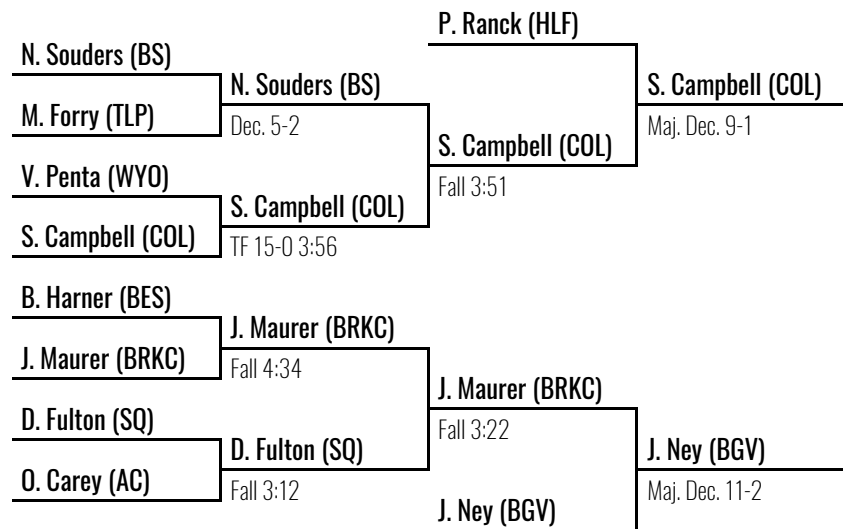 P. Ranck (HLF)
N. Souders (BS)
N. Souders (BS)
S. Campbell (COL)
M. Forry (TLP)
Dec. 5-2
Maj. Dec. 9-1
S. Campbell (COL)
V. Penta (WYO)
Fall 3:51
S. Campbell (COL)
S. Campbell (COL)
TF 15-0 3:56
B. Harner (BES)
J. Maurer (BRKC)
J. Maurer (BRKC)
Fall 4:34
J. Maurer (BRKC)
D. Fulton (SQ)
Fall 3:22
D. Fulton (SQ)
J. Ney (BGV)
O. Carey (AC)
Fall 3:12
Maj. Dec. 11-2
J. Ney (BGV)